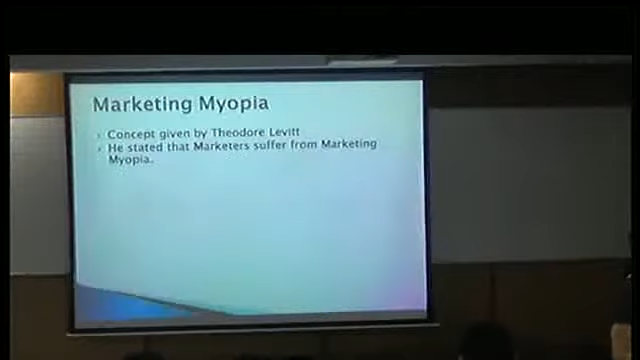 Marketing Myopia
Concept given by Theodore Levitt
He stated that Marketers suffer from Marketing
Myopia.